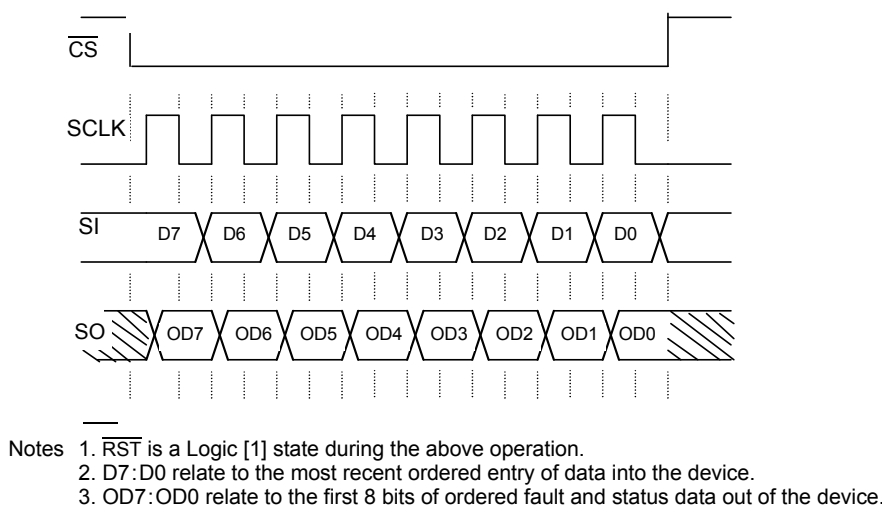 CS
SCLK
SI D7 D6 D5 D4 D3 D2 D1 D0
SO OD7 OD6 OD5 OD4 OD3 OD2 OD1 OD0
Notes 1. RST is a Logic [1] state during the above operation.
2. D7:D0 relate to the most recent ordered entry of data into the device.
3. OD7:OD0 relate to the first 8 bits of ordered fault and status data out of the device.